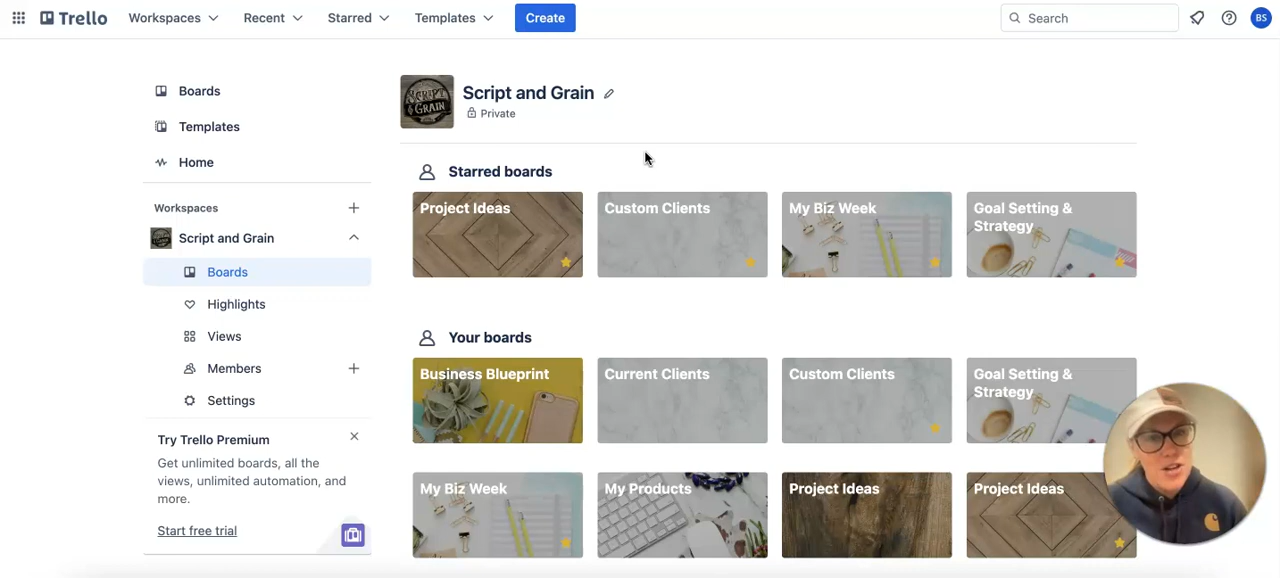 Trello Workspaces Recent Starred Templates Create Search BS
Boards
Templates
Home
Workspaces
Script and Grain
Boards
Highlights
Views
Members
Settings
Try Trello Premium
Get unlimited boards, all the
views, unlimited automation, and
more.
Start free trial
SCRIPT
& GRAIN
Script and Grain
Private
Starred boards
Project Ideas
Custom Clients
My Biz Week
Goal Setting &
Strategy
Your boards
Business Blueprint
Current Clients
Custom Clients
Goal Setting &
Strategy
My Biz Week
My Products
Project Ideas
Project Ideas